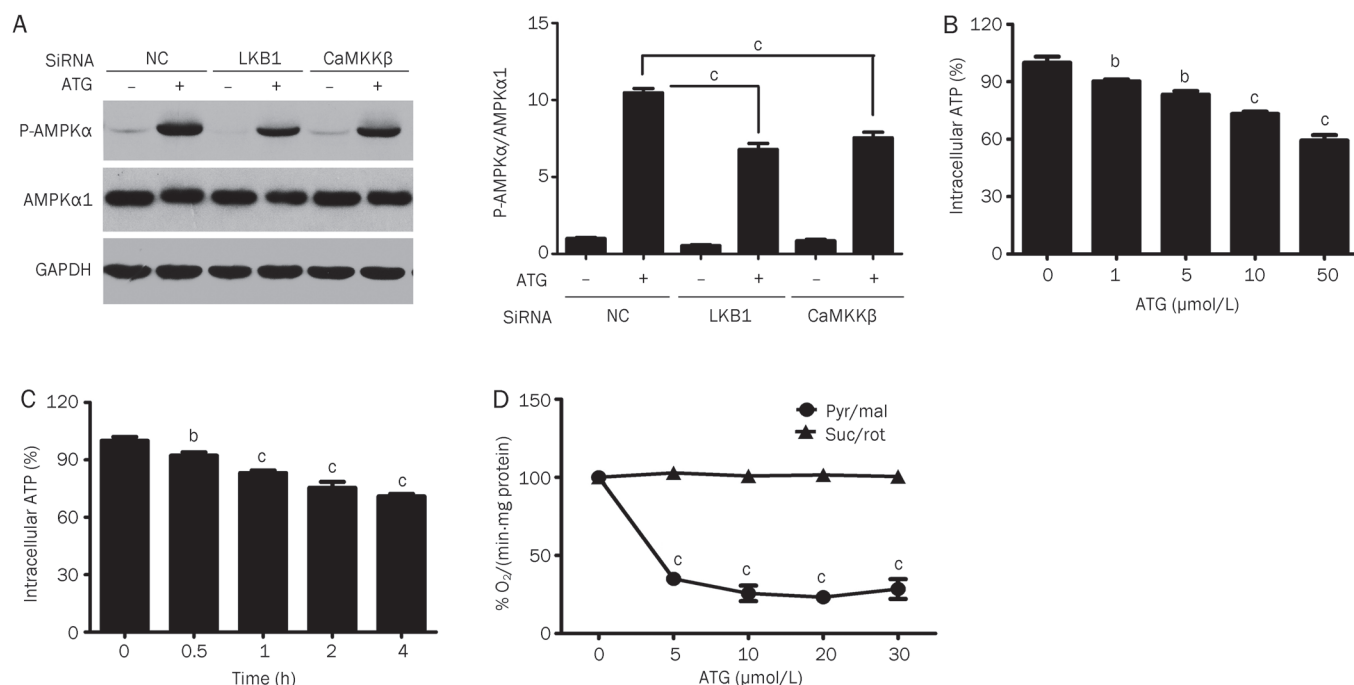 A
SiRNA NC LKB1 CaMKKβ
ATG – + – + – +
P-AMPKα
AMPKα1
GAPDH
P-AMPKα/AMPKα1
15
10
5
0
c
c
ATG – + – + – +
SiRNA NC LKB1 CaMKKβ
B
Intracellular ATP (%)
120
90
60
30
0
b b c c
0 1 5 10 50
ATG (μmol/L)
C
Intracellular ATP (%)
120
90
60
30
0
b c c c
0 0.5 1 2 4
Time (h)
D
% O₂/(min·mg protein)
150
100
50
0
Pyr/mal
Suc/rot
c c c c
0 5 10 20 30
ATG (μmol/L)